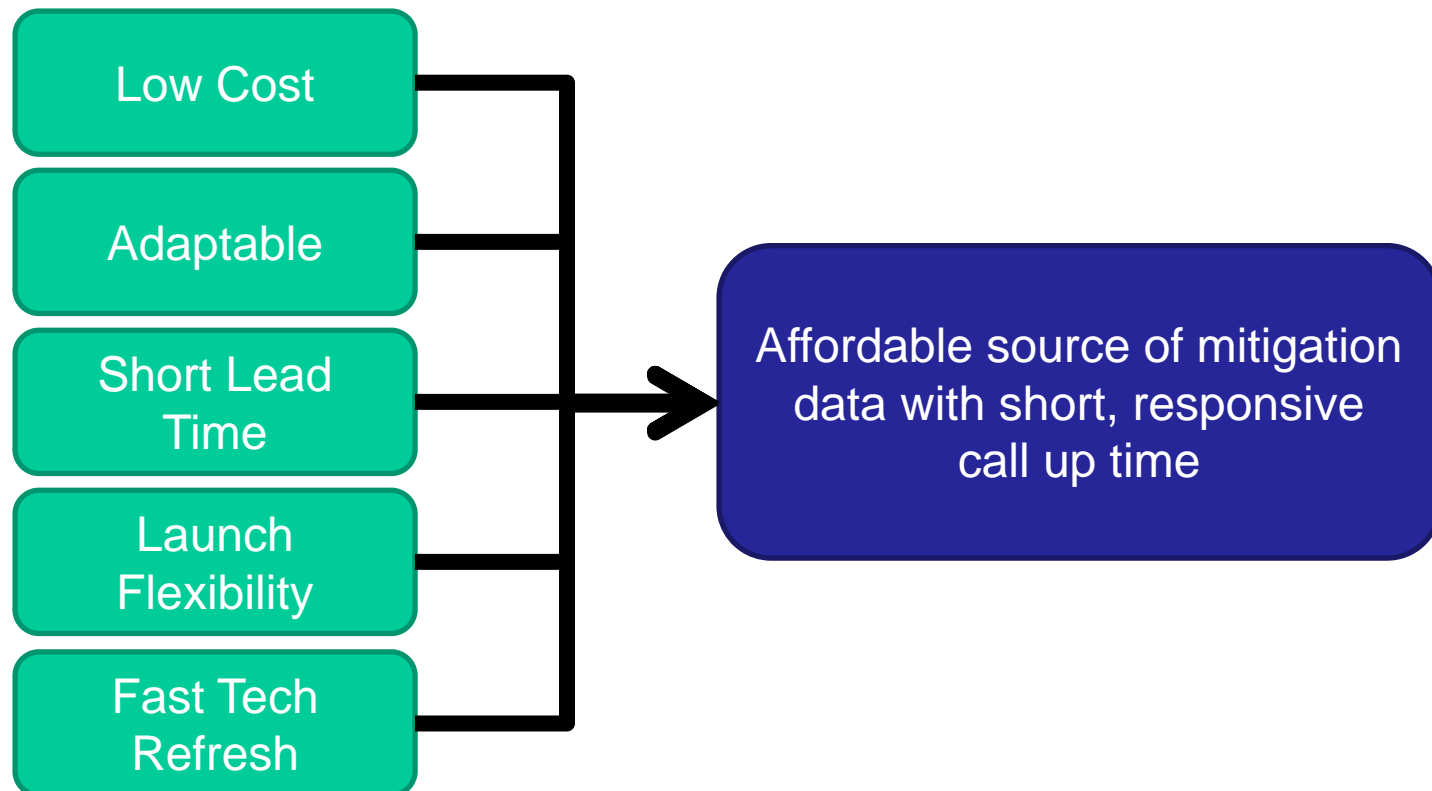 Low Cost
Adaptable
Short Lead
Time
Launch
Flexibility
Fast Tech
Refresh
Affordable source of mitigation
data with short, responsive
call up time